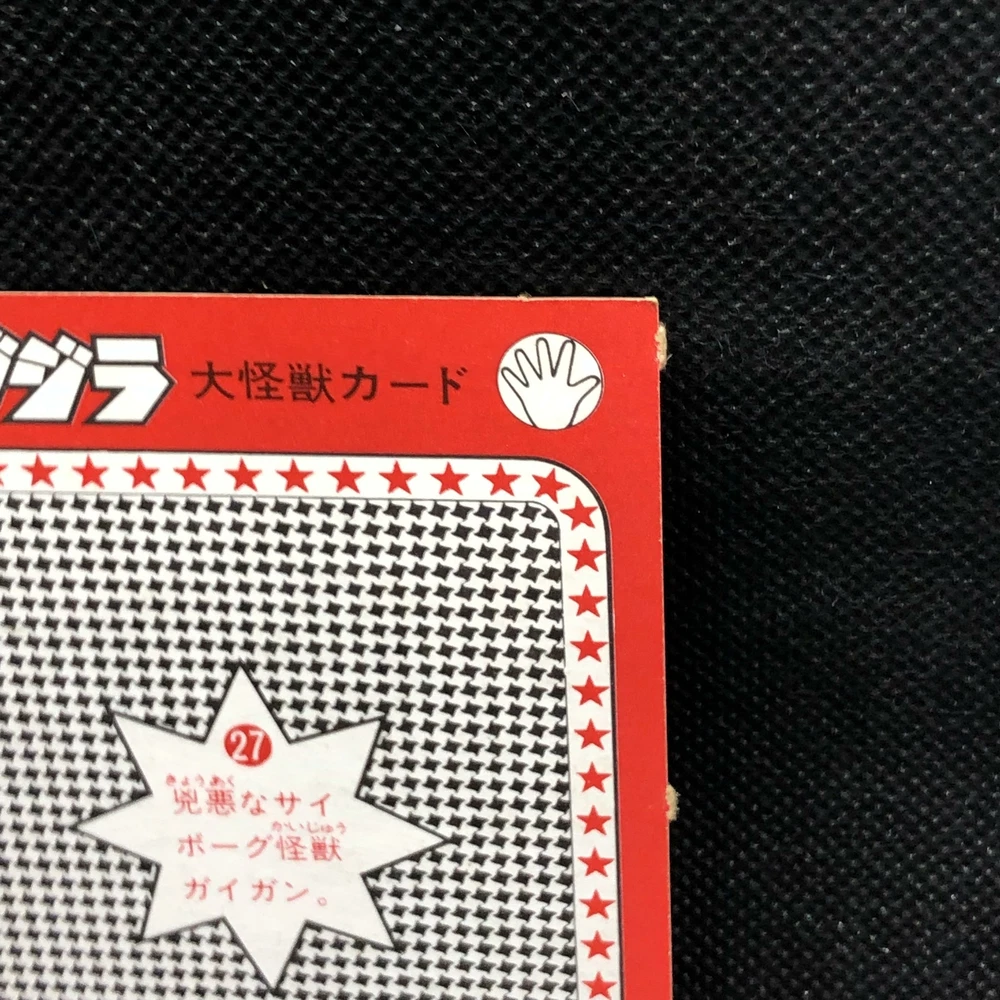 ジラ 大怪獣カード
27
きょうあく
兇悪なサイ
かいじゅう
ボーグ怪獣
ガイガン。